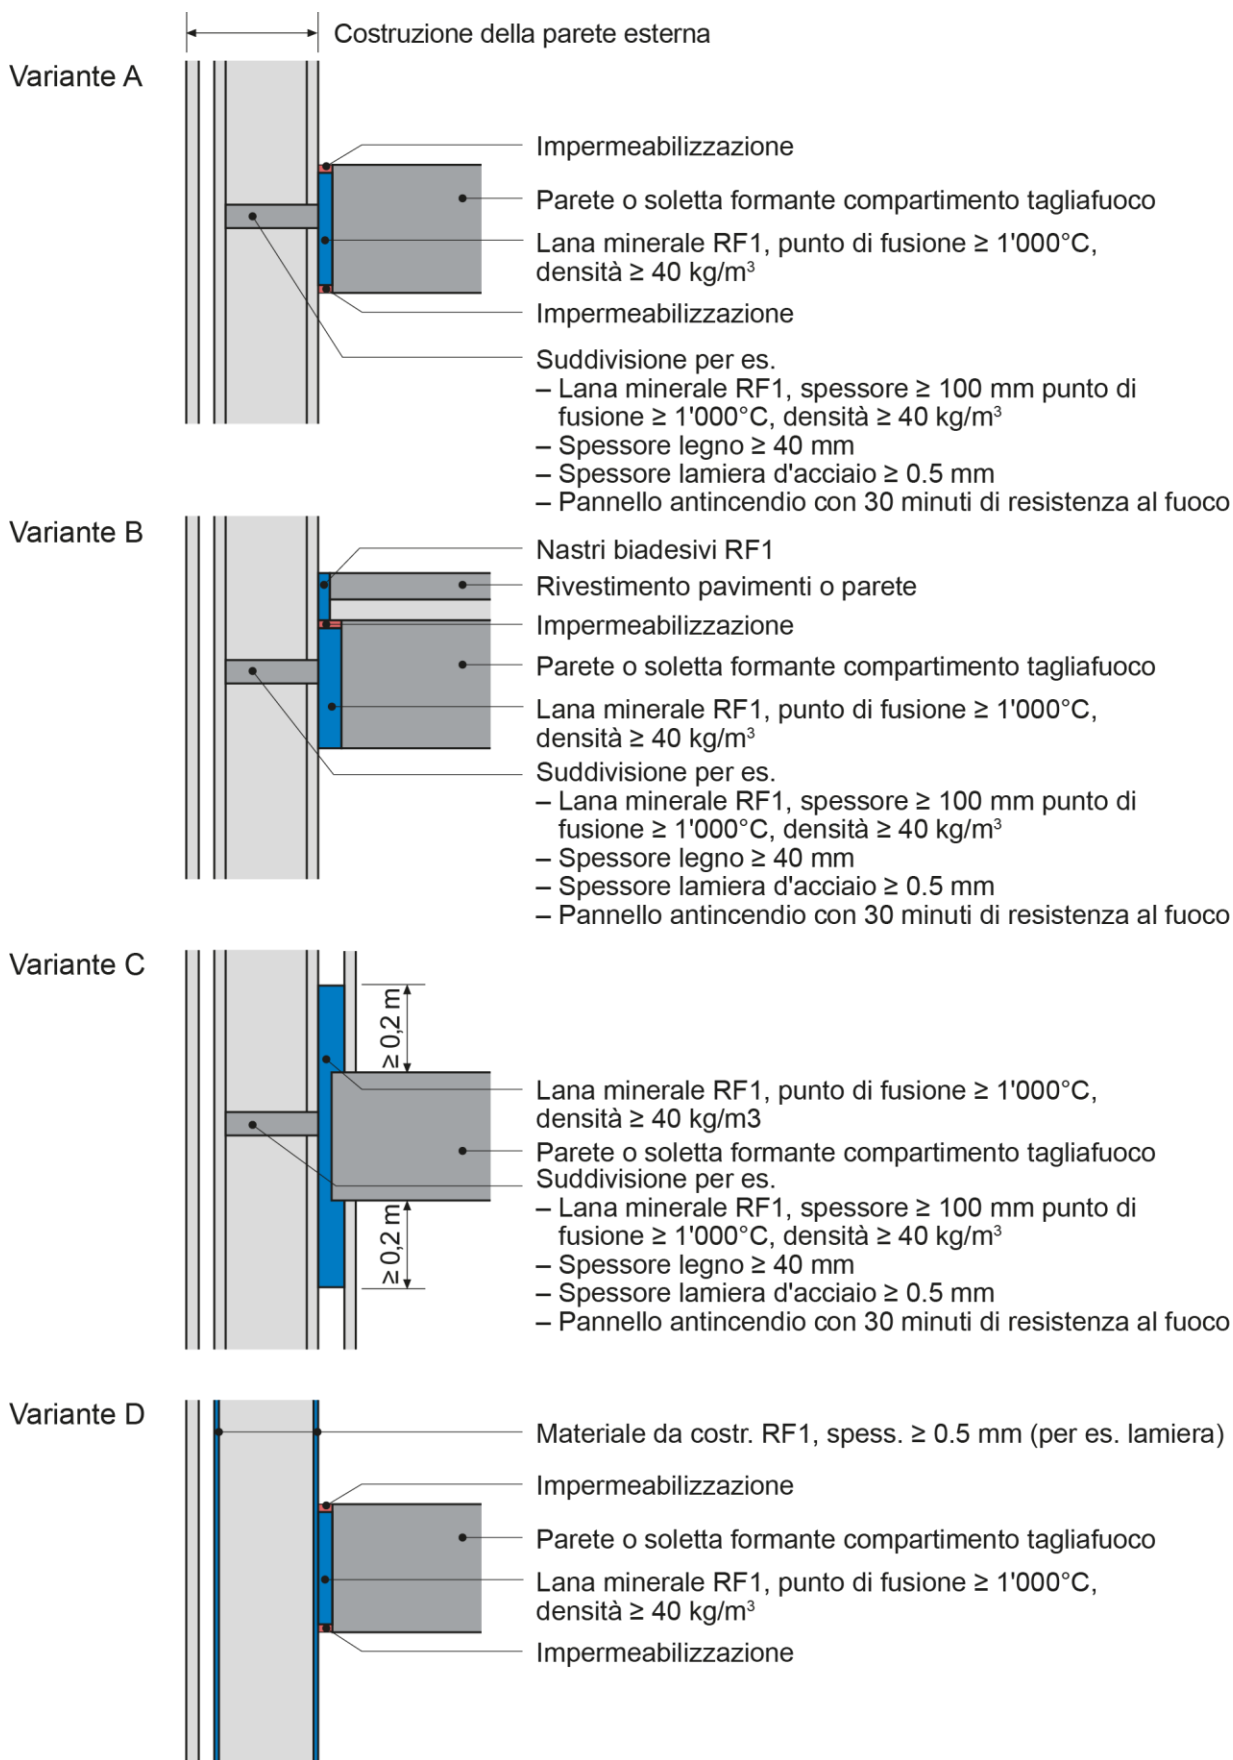 Costruzione della parete esterna
Variante A
Impermeabilizzazione
Parete o soletta formante compartimento tagliafuoco
Lana minerale RF1, punto di fusione ≥ 1'000°C,
densità ≥ 40 kg/m³
Impermeabilizzazione
Suddivisione per es.
– Lana minerale RF1, spessore ≥ 100 mm punto di
fusione ≥ 1'000°C, densità ≥ 40 kg/m³
– Spessore legno ≥ 40 mm
– Spessore lamiera d'acciaio ≥ 0.5 mm
– Pannello antincendio con 30 minuti di resistenza al fuoco
Variante B
Nastri biadesivi RF1
Rivestimento pavimenti o parete
Impermeabilizzazione
Parete o soletta formante compartimento tagliafuoco
Lana minerale RF1, punto di fusione ≥ 1'000°C,
densità ≥ 40 kg/m³
Suddivisione per es.
– Lana minerale RF1, spessore ≥ 100 mm punto di
fusione ≥ 1'000°C, densità ≥ 40 kg/m³
– Spessore legno ≥ 40 mm
– Spessore lamiera d'acciaio ≥ 0.5 mm
– Pannello antincendio con 30 minuti di resistenza al fuoco
Variante C
≥ 0,2 m
Lana minerale RF1, punto di fusione ≥ 1'000°C,
densità ≥ 40 kg/m3
Parete o soletta formante compartimento tagliafuoco
Suddivisione per es.
– Lana minerale RF1, spessore ≥ 100 mm punto di
fusione ≥ 1'000°C, densità ≥ 40 kg/m³
– Spessore legno ≥ 40 mm
– Spessore lamiera d'acciaio ≥ 0.5 mm
– Pannello antincendio con 30 minuti di resistenza al fuoco
≥ 0,2 m
Variante D
Materiale da costr. RF1, spess. ≥ 0.5 mm (per es. lamiera)
Impermeabilizzazione
Parete o soletta formante compartimento tagliafuoco
Lana minerale RF1, punto di fusione ≥ 1'000°C,
densità ≥ 40 kg/m³
Impermeabilizzazione